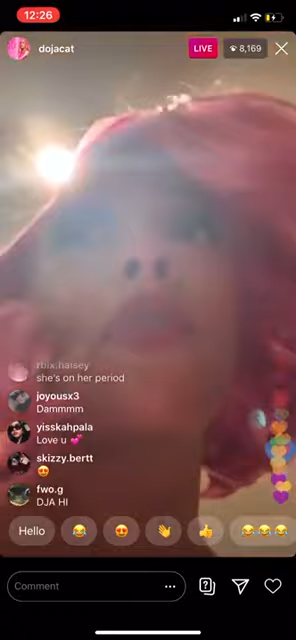 12:26
dojacat
LIVE
8,169
rbix.halsey
she's on her period
joyousx3
Dammmm
yisskahpala
Love u 💕
skizzy.bertt
😍
fwo.g
DJA HI
Hello 😂 😍 👋 👍 😂😂😂
Comment